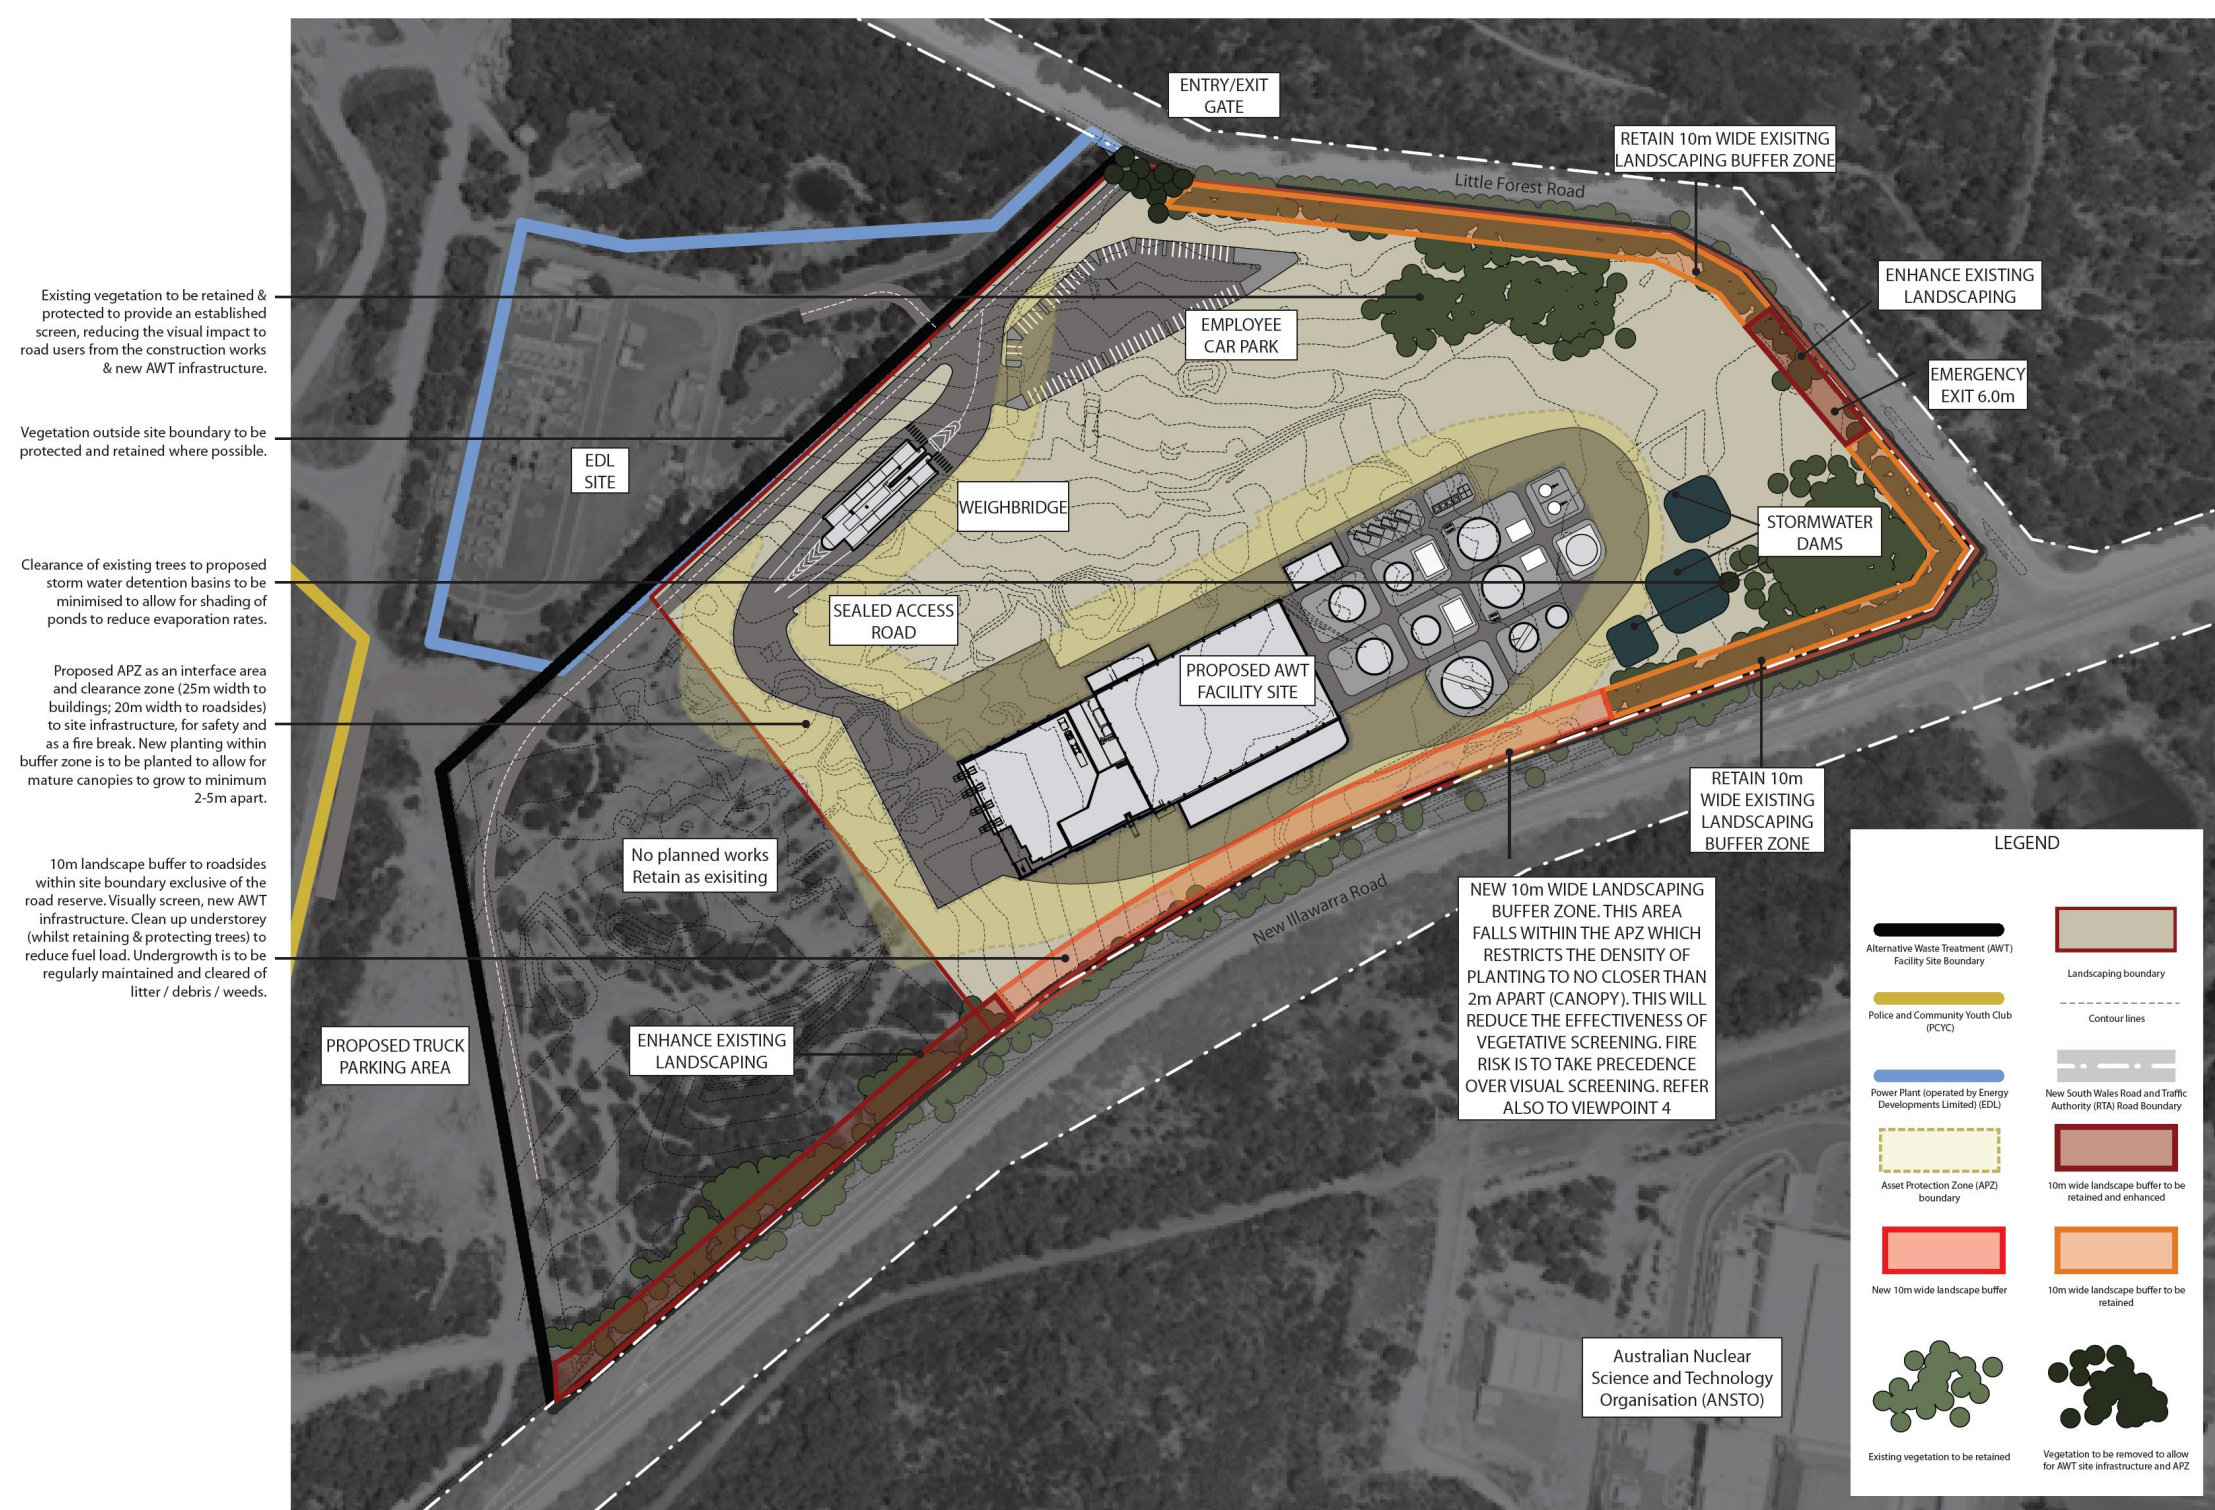 ENTRY/EXIT
GATE
RETAIN 10m WIDE EXISITNG
LANDSCAPING BUFFER ZONE
Little Forest Road
ENHANCE EXISTING
LANDSCAPING
EMERGENCY
EXIT 6.0m
Existing vegetation to be retained &
protected to provide an established
screen, reducing the visual impact to
road users from the construction works
& new AWT infrastructure.
EMPLOYEE
CAR PARK
Vegetation outside site boundary to be
protected and retained where possible.
EDL
SITE
WEIGHBRIDGE
STORMWATER
DAMS
Clearance of existing trees to proposed
storm water detention basins to be
minimised to allow for shading of
ponds to reduce evaporation rates.
SEALED ACCESS
ROAD
PROPOSED AWT
FACILITY SITE
Proposed APZ as an interface area
and clearance zone (25m width to
buildings; 20m width to roadsides)
to site infrastructure, for safety and
as a fire break. New planting within
buffer zone is to be planted to allow for
mature canopies to grow to minimum
2-5m apart.
RETAIN 10m
WIDE EXISTING
LANDSCAPING
BUFFER ZONE
No planned works
Retain as exisiting
10m landscape buffer to roadsides
within site boundary exclusive of the
road reserve. Visually screen, new AWT
infrastructure. Clean up understorey
(whilst retaining & protecting trees) to
reduce fuel load. Undergrowth is to be
regularly maintained and cleared of
litter / debris / weeds.
New Illawarra Road
NEW 10m WIDE LANDSCAPING
BUFFER ZONE. THIS AREA
FALLS WITHIN THE APZ WHICH
RESTRICTS THE DENSITY OF
PLANTING TO NO CLOSER THAN
2m APART (CANOPY). THIS WILL
REDUCE THE EFFECTIVENESS OF
VEGETATIVE SCREENING. FIRE
RISK IS TO TAKE PRECEDENCE
OVER VISUAL SCREENING. REFER
ALSO TO VIEWPOINT 4
PROPOSED TRUCK
PARKING AREA
ENHANCE EXISTING
LANDSCAPING
Australian Nuclear
Science and Technology
Organisation (ANSTO)
LEGEND
Alternative Waste Treatment (AWT)
Facility Site Boundary
Landscaping boundary
Police and Community Youth Club
(PCYC)
Contour lines
Power Plant (operated by Energy
Developments Limited) (EDL)
New South Wales Road and Traffic
Authority (RTA) Road Boundary
Asset Protection Zone (APZ)
boundary
10m wide landscape buffer to be
retained and enhanced
New 10m wide landscape buffer
10m wide landscape buffer to be
retained
Existing vegetation to be retained
Vegetation to be removed to allow
for AWT site infrastructure and APZ